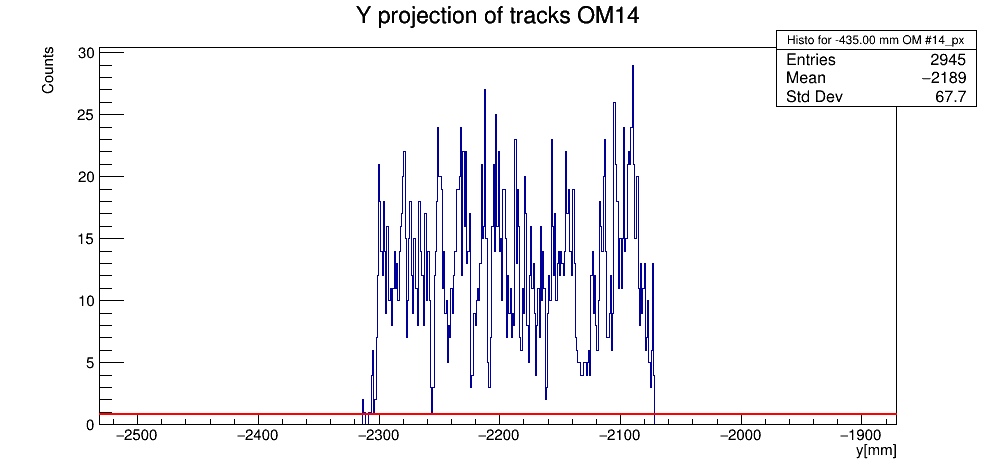 Y projection of tracks OM14
Histo for -435.00 mm OM #14_px
Entries 2945
Mean −2189
Std Dev 67.7
Counts
30
25
20
15
10
5
0
−2500 −2400 −2300 −2200 −2100 −2000 −1900
y[mm]